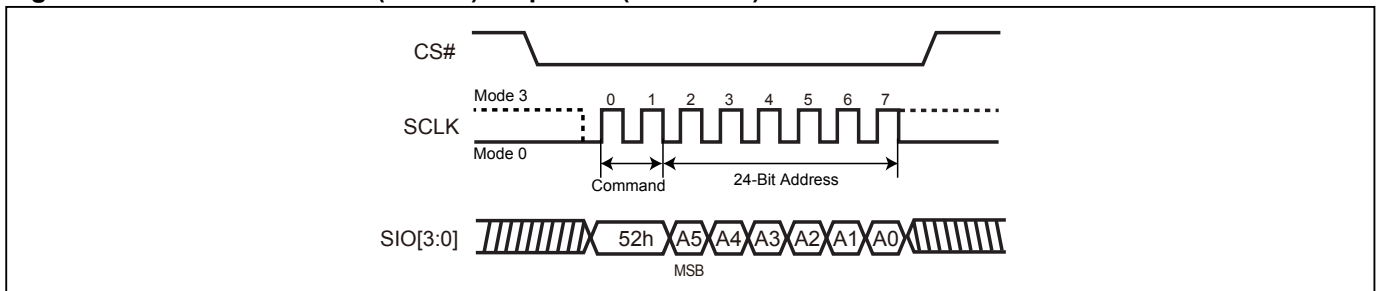 CS#
Mode 3
0 1 2 3 4 5 6 7
SCLK
Mode 0
Command
24-Bit Address
SIO[3:0]
52h A5 A4 A3 A2 A1 A0
MSB